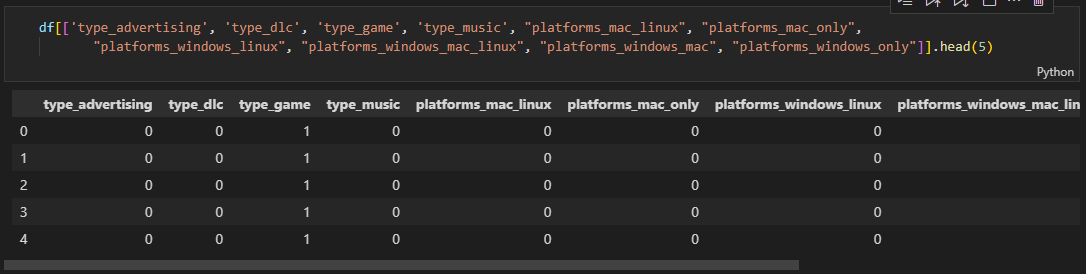 df[['type_advertising', 'type_dlc', 'type_game', 'type_music', "platforms_mac_linux", "platforms_mac_only",
"platforms_windows_linux", "platforms_windows_mac_linux", "platforms_windows_mac", "platforms_windows_only"]].head(5)
Python
type_advertising type_dlc type_game type_music platforms_mac_linux platforms_mac_only platforms_windows_linux platforms_windows_mac_lin
0 0 0 1 0 0 0 0
1 0 0 1 0 0 0 0
2 0 0 1 0 0 0 0
3 0 0 1 0 0 0 0
4 0 0 1 0 0 0 0